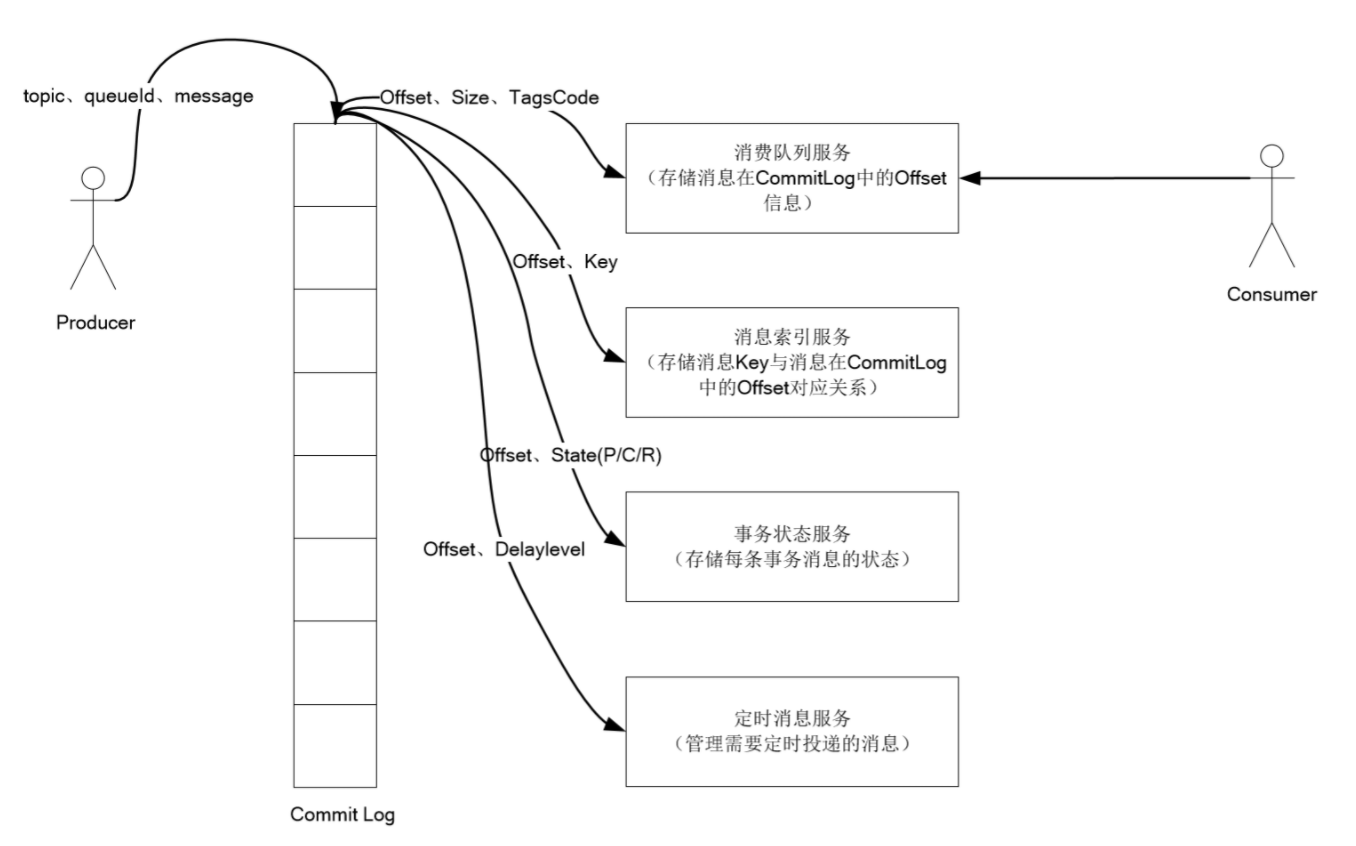 topic、queueId、message
Offset、Size、TagsCode
消费队列服务
（存储消息在CommitLog中的Offset
信息）
Offset、Key
Producer
Consumer
消息索引服务
（存储消息Key与消息在CommitLog
中的Offset对应关系）
Offset、State(P/C/R)
事务状态服务
（存储每条事务消息的状态）
Offset、Delaylevel
定时消息服务
（管理需要定时投递的消息）
Commit Log